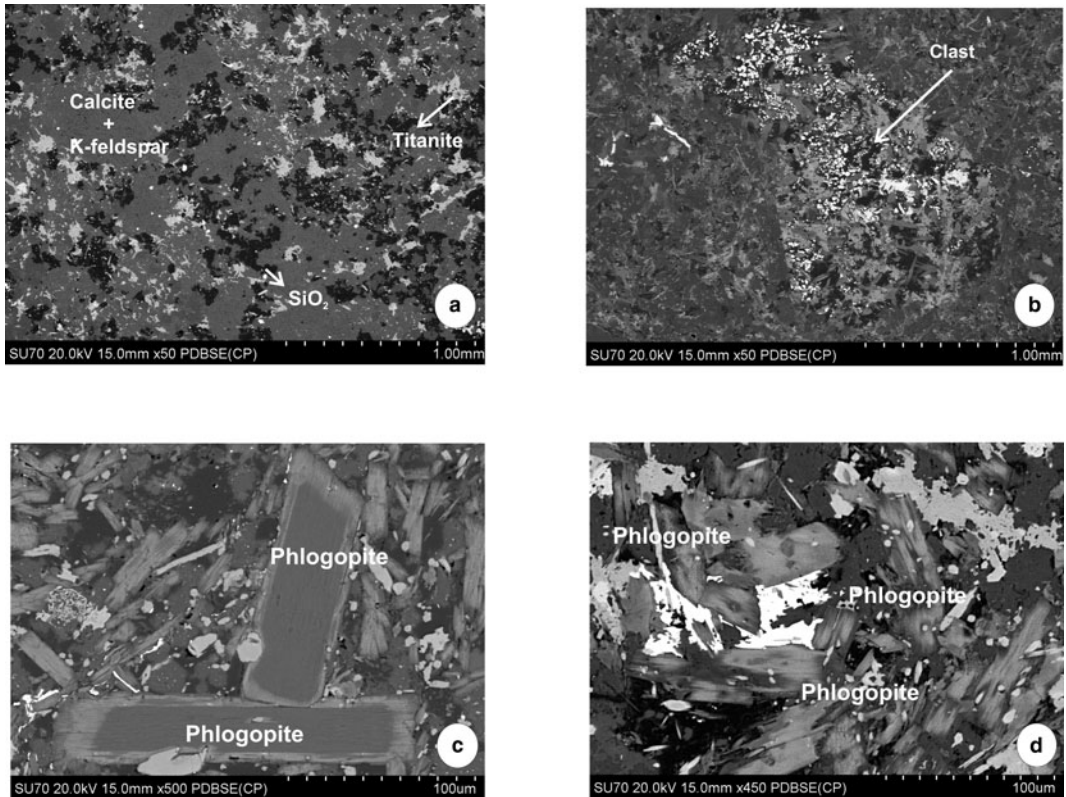 Calcite
+
K-feldspar
Titanite
SiO₂
a
SU70 20.0kV 15.0mm x50 PDBSE(CP)
1.00mm
Clast
b
SU70 20.0kV 15.0mm x50 PDBSE(CP)
1.00mm
Phlogopite
Phlogopite
c
SU70 20.0kV 15.0mm x500 PDBSE(CP)
100um
Phlogopite
Phlogopite
Phlogopite
d
SU70 20.0kV 15.0mm x450 PDBSE(CP)
100um